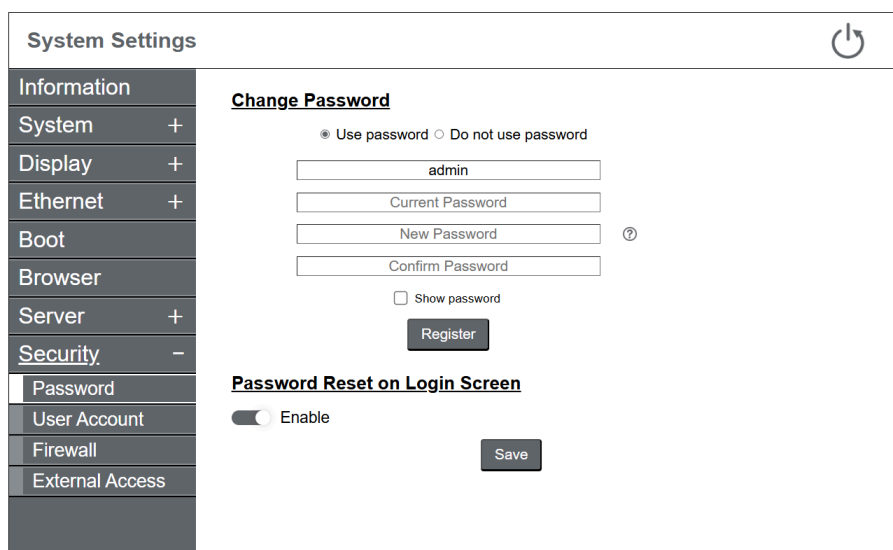 System Settings
Information
System +
Display +
Ethernet +
Boot
Browser
Server +
Security −
Password
User Account
Firewall
External Access
Change Password
Use password Do not use password
admin
Current Password
New Password ?
Confirm Password
Show password
Register
Password Reset on Login Screen
Enable
Save